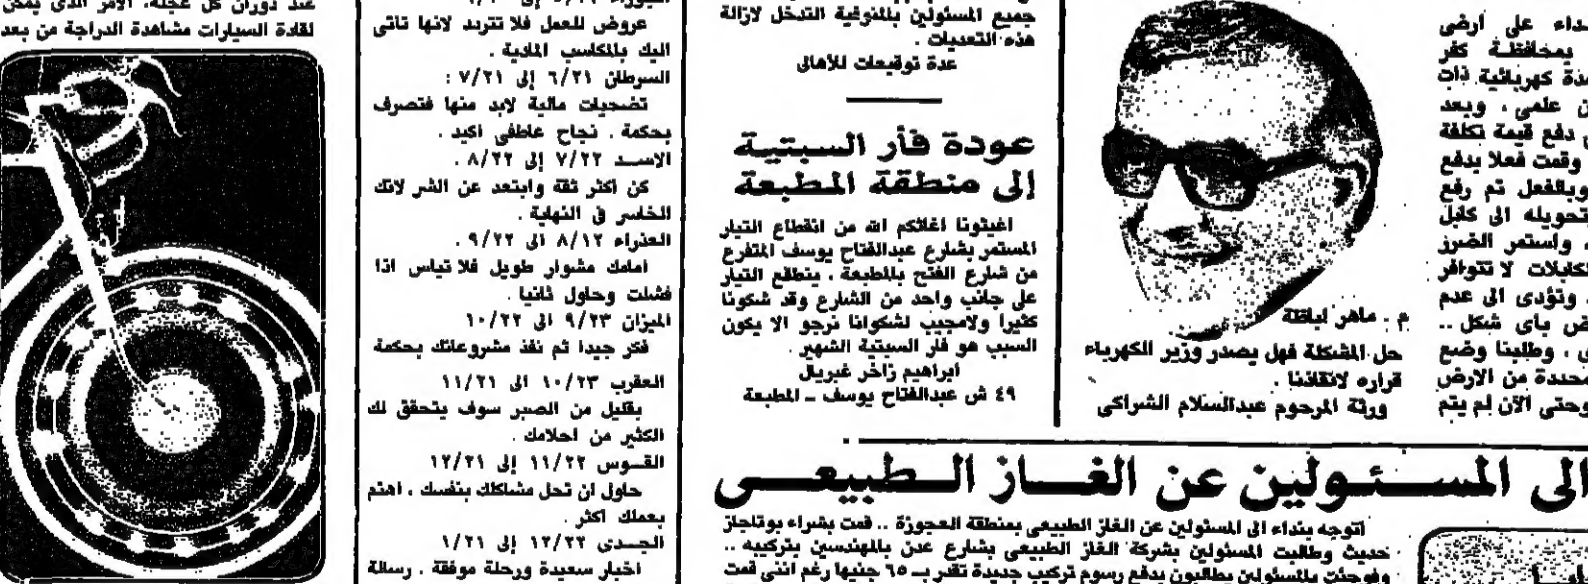 نداء على ارضى
بمحافظة كفر
أعمدة كهربائية ذات
علمى . وبعد
دفع قيمة تكلفة
وقمت فعلا بدفع
وبالفعل تم رفع
تحويله الى كابل
واستمر الضرر
الكابلات لا تتوافر
وتؤدى الى عدم
باى شكل ..
، وطلبنا وضع
محددة من الارض
وحتى الآن لم يتم
م . ماهر اباظة
حل المشكلة فهل يصدر وزير الكهرباء
قراره لانقاذنا .
ورثة المرحوم عبدالسلام الشراكى
جميع المسئولين بالمنوفية التدخل لازالة
هذه التعديات .
عدة توقيعات للأهالى
عودة فأر السبتية
إلى منطقة المطبعة
اغيثونا اغاثكم الله من انقطاع التيار
المستمر بشارع عبدالفتاح يوسف المتفرع
من شارع الفتح بالمطبعة . ينطقع التيار
على جانب واحد من الشارع وقد شكونا
كثيرا ولامجيب لشكوانا نرجو الا يكون
السبب هو فار السبتية الشهير .
ابراهيم زاخر غبريال
٤٩ ش عبدالفتاح يوسف ــ المطبعة
الى المسئولين عن الغاز الطبيعى
اتوجه بنداء الى المسئولين عن الغاز الطبيعى بمنطقة العجوزة .. قمت بشراء بوتاجاز
حديث وطالبت المسئولين بشركة الغاز الطبيعى بشارع عدن بالمهندسين بتركيبه ..
وفوجئت بالمسئولين يطالبون بدفع رسوم تركيب جديدة تقدر بــ ٦٥ جنيها رغم اننى قمت
عروض للعمل فلا تتردد لانها تاتى
اليك بالمكاسب المادية .
السرطان ٦/٢١ إلى ٧/٢١ :
تضحيات مالية لابد منها فتصرف
بحكمة . نجاح عاطفى اكيد .
الاسد ٧/٢٢ إلى ٨/٢٢ .
كن اكثر ثقة وابتعد عن الشر لانك
الخاسر فى النهاية .
العذراء ٨/١٢ الى ٩/٢٢ .
امامك مشوار طويل فلا تياس اذا
فشلت وحاول ثانيا .
الميزان ٩/٢٣ الى ١٠/٢٢
فكر جيدا ثم نفذ مشروعاتك بحكمة
العقرب ١٠/٢٣ الى ١١/٢١
بقليل من الصبر سوف يتحقق لك
الكثير من احلامك .
القوس ١١/٢٢ إلى ١٢/٢١
حاول ان تحل مشاكلك بنفسك . اهتم
بعملك اكثر .
الجدى ١٢/٢٢ إلى ١/٢١
اخبار سعيدة ورحلة موفقة . رسالة
عند دوران كل عجلة، الأمر الذى يمكن
لقادة السيارات مشاهدة الدراجة من بعد